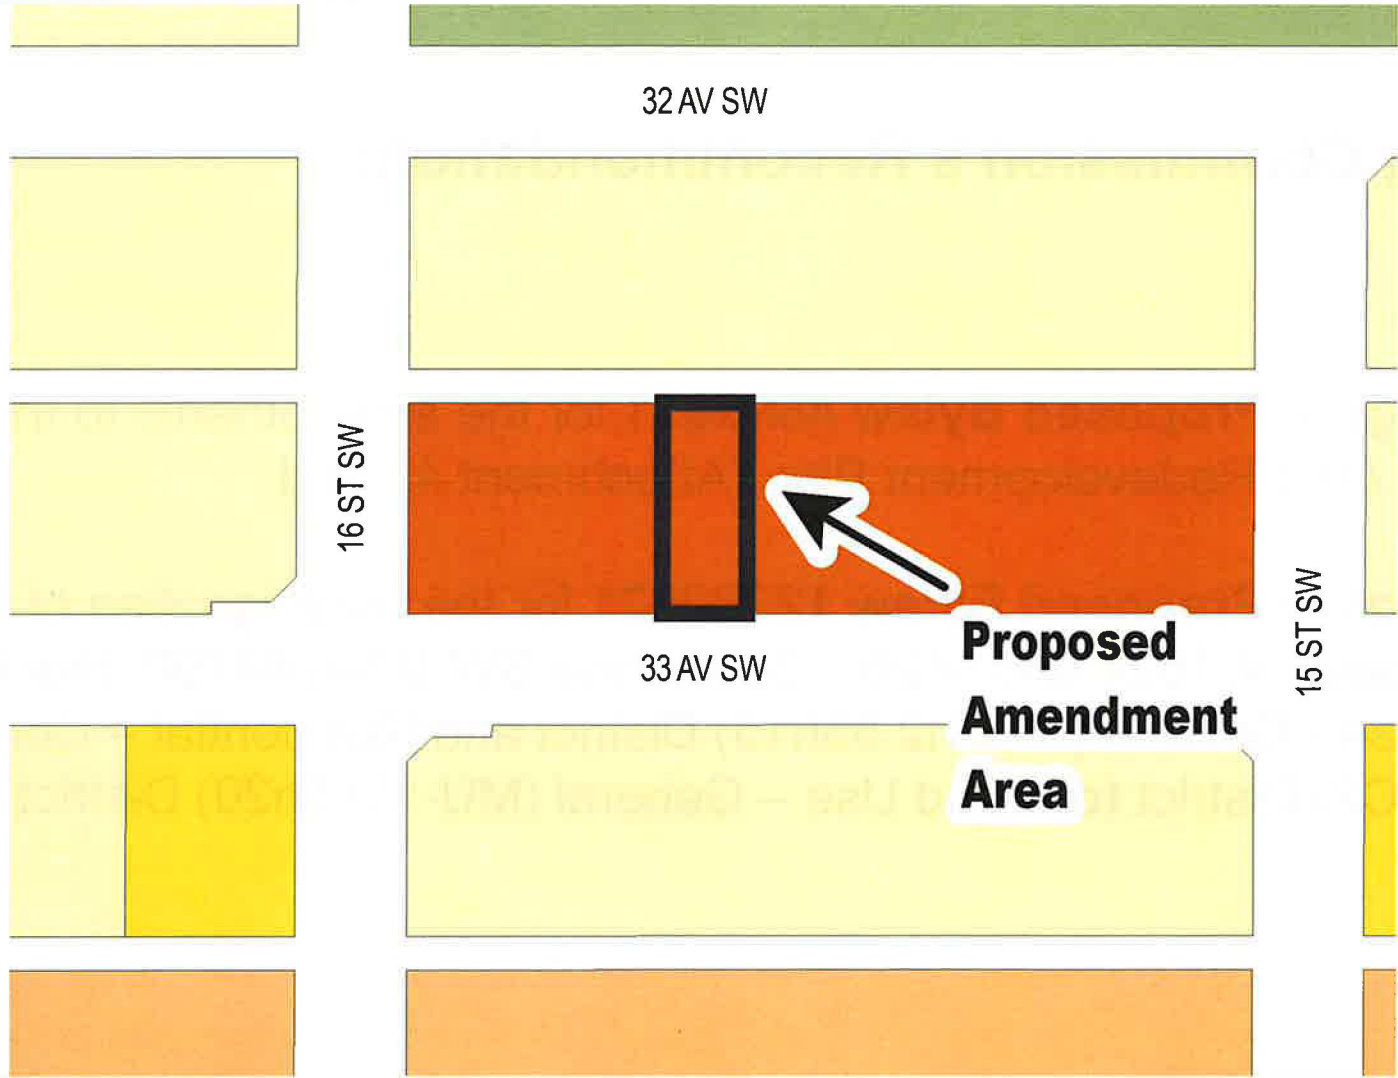 32 AV SW
16 ST SW
33 AV SW
15 ST SW
Proposed
Amendment
Area